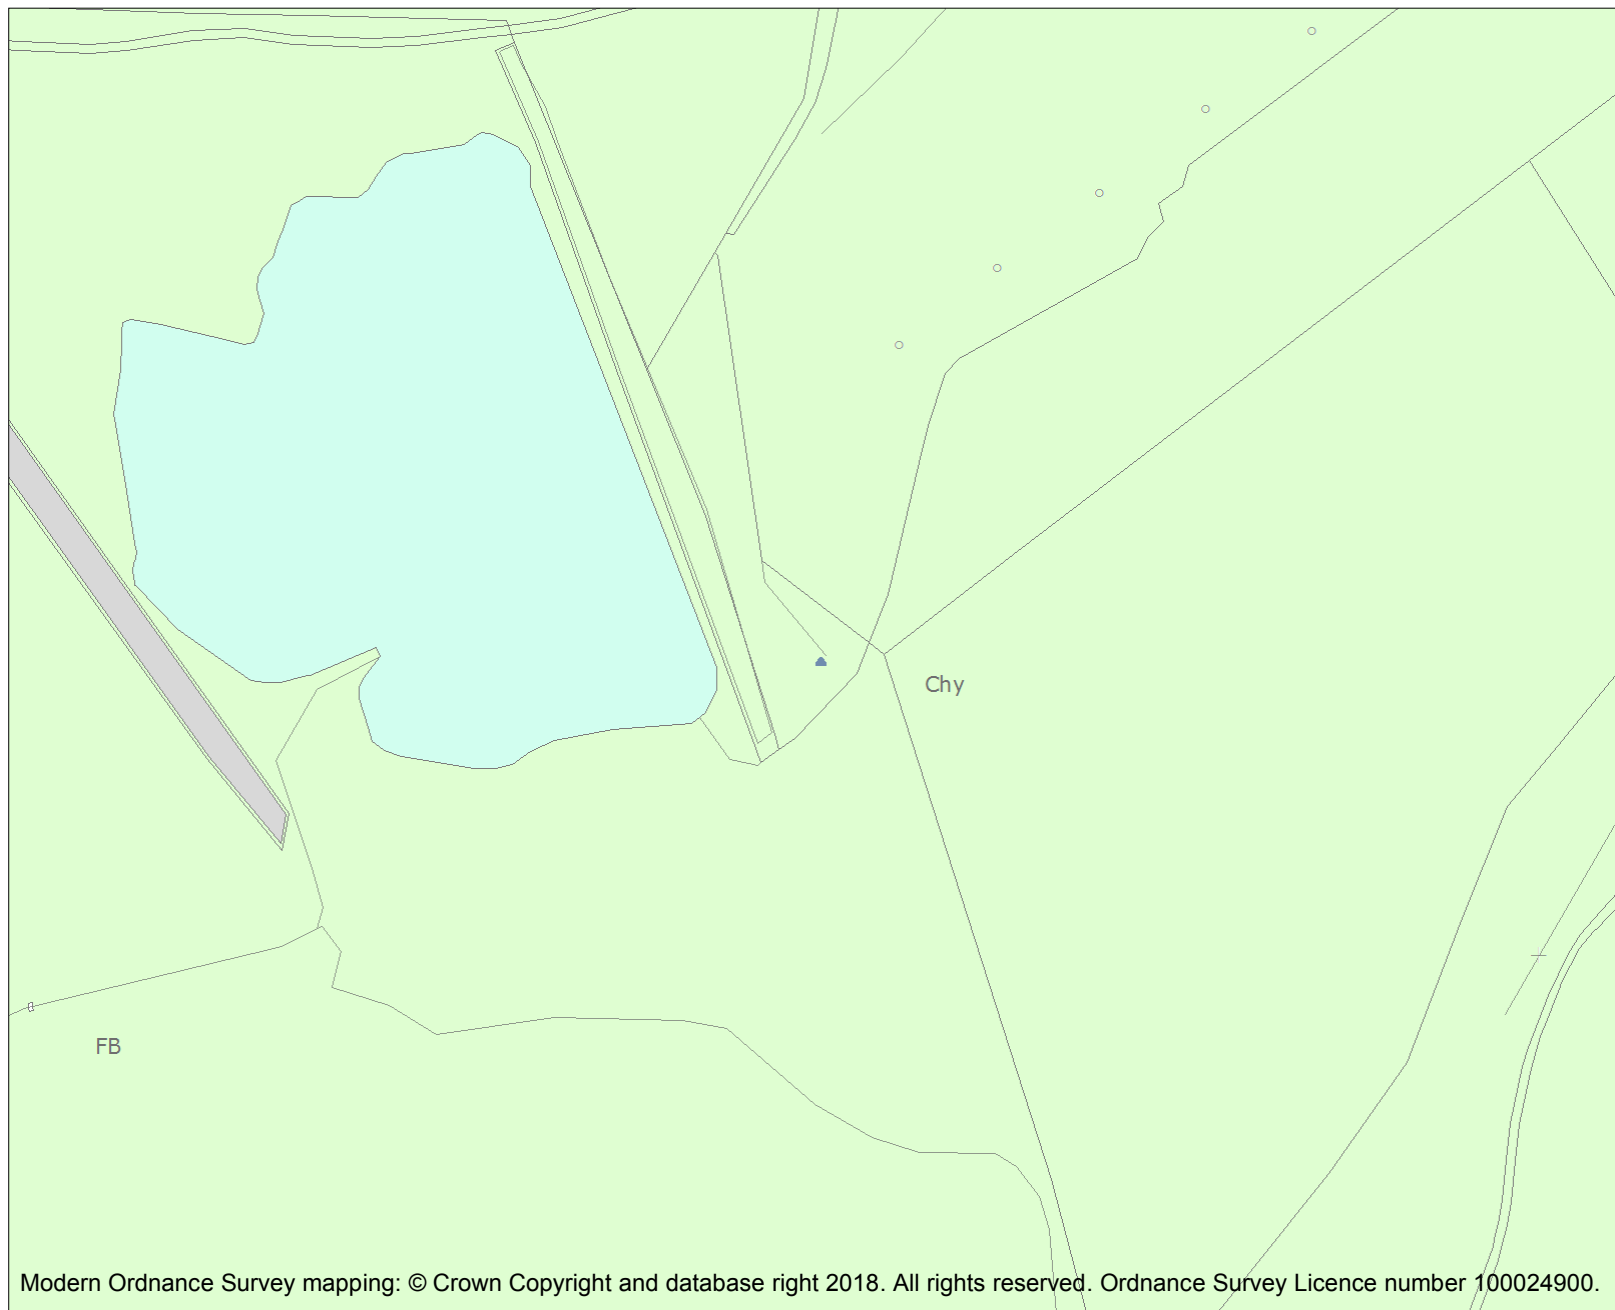 Chy
FB
Modern Ordnance Survey mapping: © Crown Copyright and database right 2018. All rights reserved. Ordnance Survey Licence number 100024900.